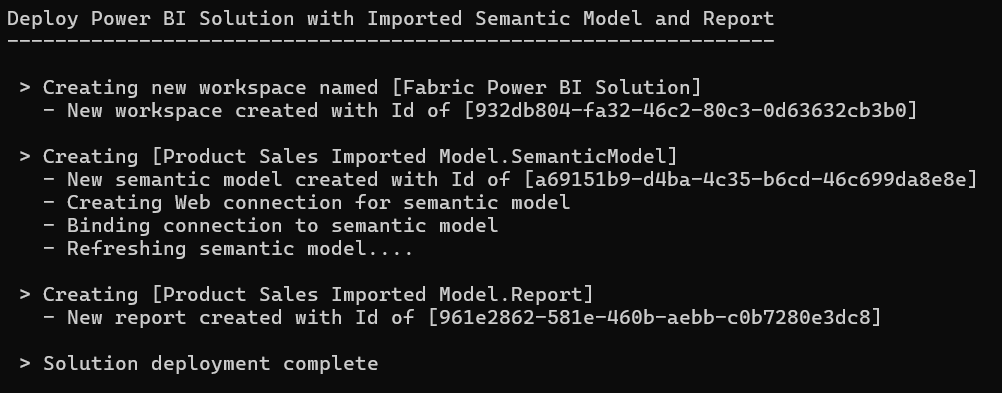 Deploy Power BI Solution with Imported Semantic Model and Report
----------------------------------------------------------------
> Creating new workspace named [Fabric Power BI Solution]
- New workspace created with Id of [932db804-fa32-46c2-80c3-0d63632cb3b0]
> Creating [Product Sales Imported Model.SemanticModel]
- New semantic model created with Id of [a69151b9-d4ba-4c35-b6cd-46c699da8e8e]
- Creating Web connection for semantic model
- Binding connection to semantic model
- Refreshing semantic model....
> Creating [Product Sales Imported Model.Report]
- New report created with Id of [961e2862-581e-460b-aebb-c0b7280e3dc8]
> Solution deployment complete